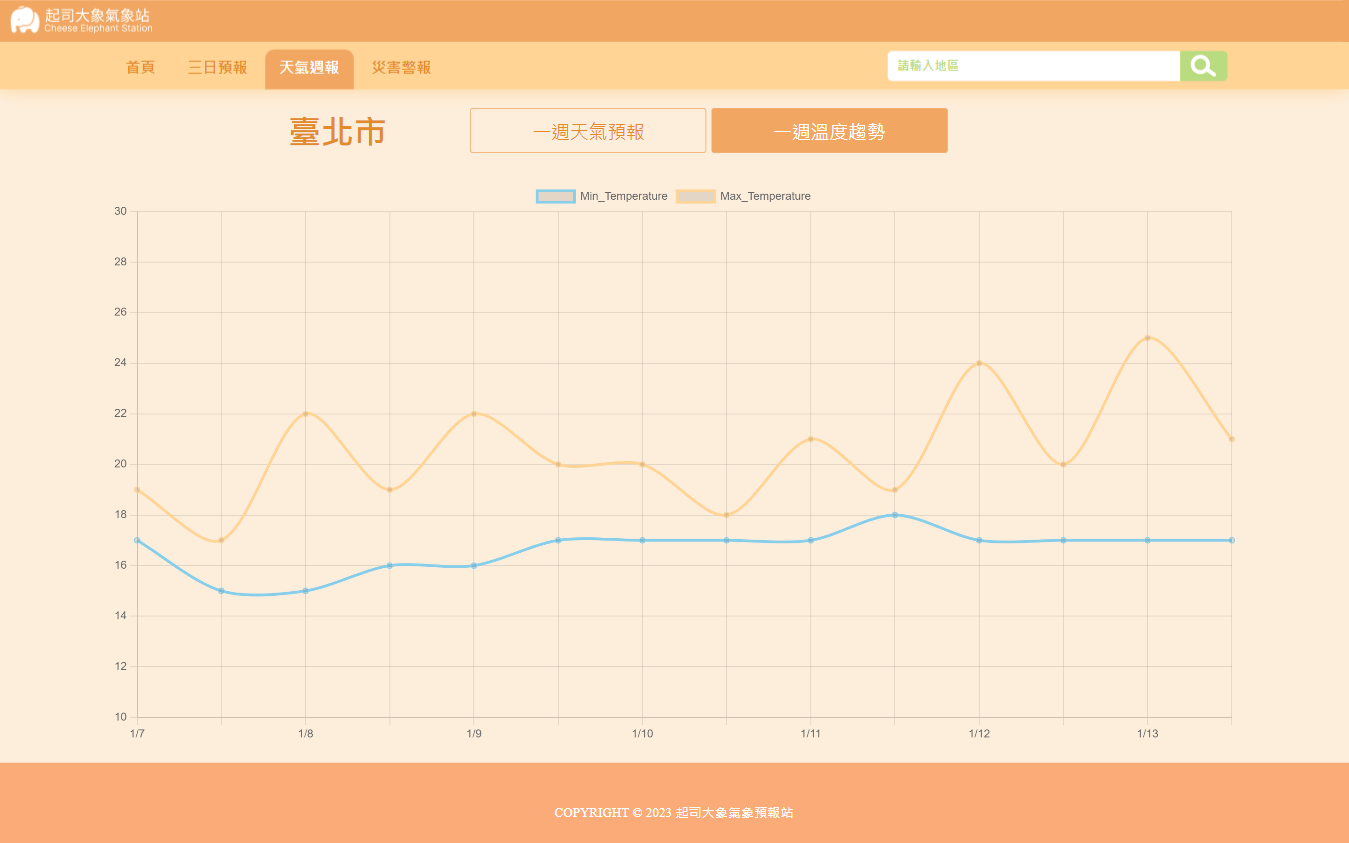 起司大象氣象站
Cheese Elephant Station
首頁 三日預報 天氣週報 災害警報
請輸入地區
臺北市
一週天氣預報 一週溫度趨勢
Min_Temperature Max_Temperature
30
28
26
24
22
20
18
16
14
12
10
1/7 1/8 1/9 1/10 1/11 1/12 1/13
COPYRIGHT © 2023 起司大象氣象預報站